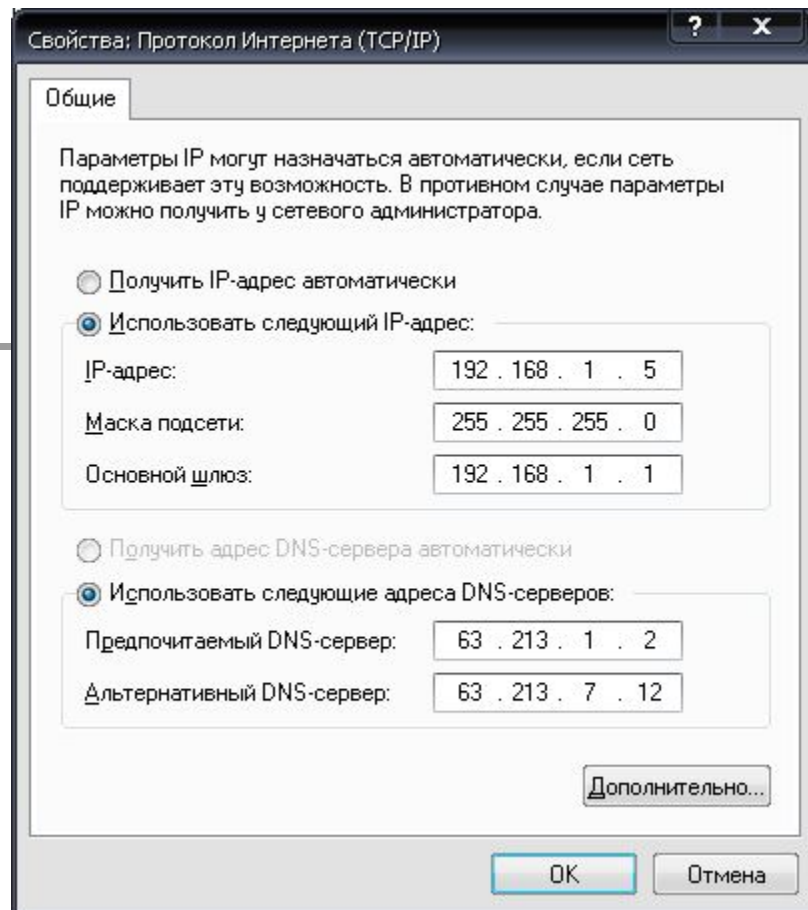 Свойства: Протокол Интернета (TCP/IP)
? X
Общие
Параметры IP могут назначаться автоматически, если сеть
поддерживает эту возможность. В противном случае параметры
IP можно получить у сетевого администратора.
Получить IP-адрес автоматически
Использовать следующий IP-адрес:
IP-адрес: 192 . 168 . 1 . 5
Маска подсети: 255 . 255 . 255 . 0
Основной шлюз: 192 . 168 . 1 . 1
Получить адрес DNS-сервера автоматически
Использовать следующие адреса DNS-серверов:
Предпочитаемый DNS-сервер: 63 . 213 . 1 . 2
Альтернативный DNS-сервер: 63 . 213 . 7 . 12
Дополнительно...
OK Отмена